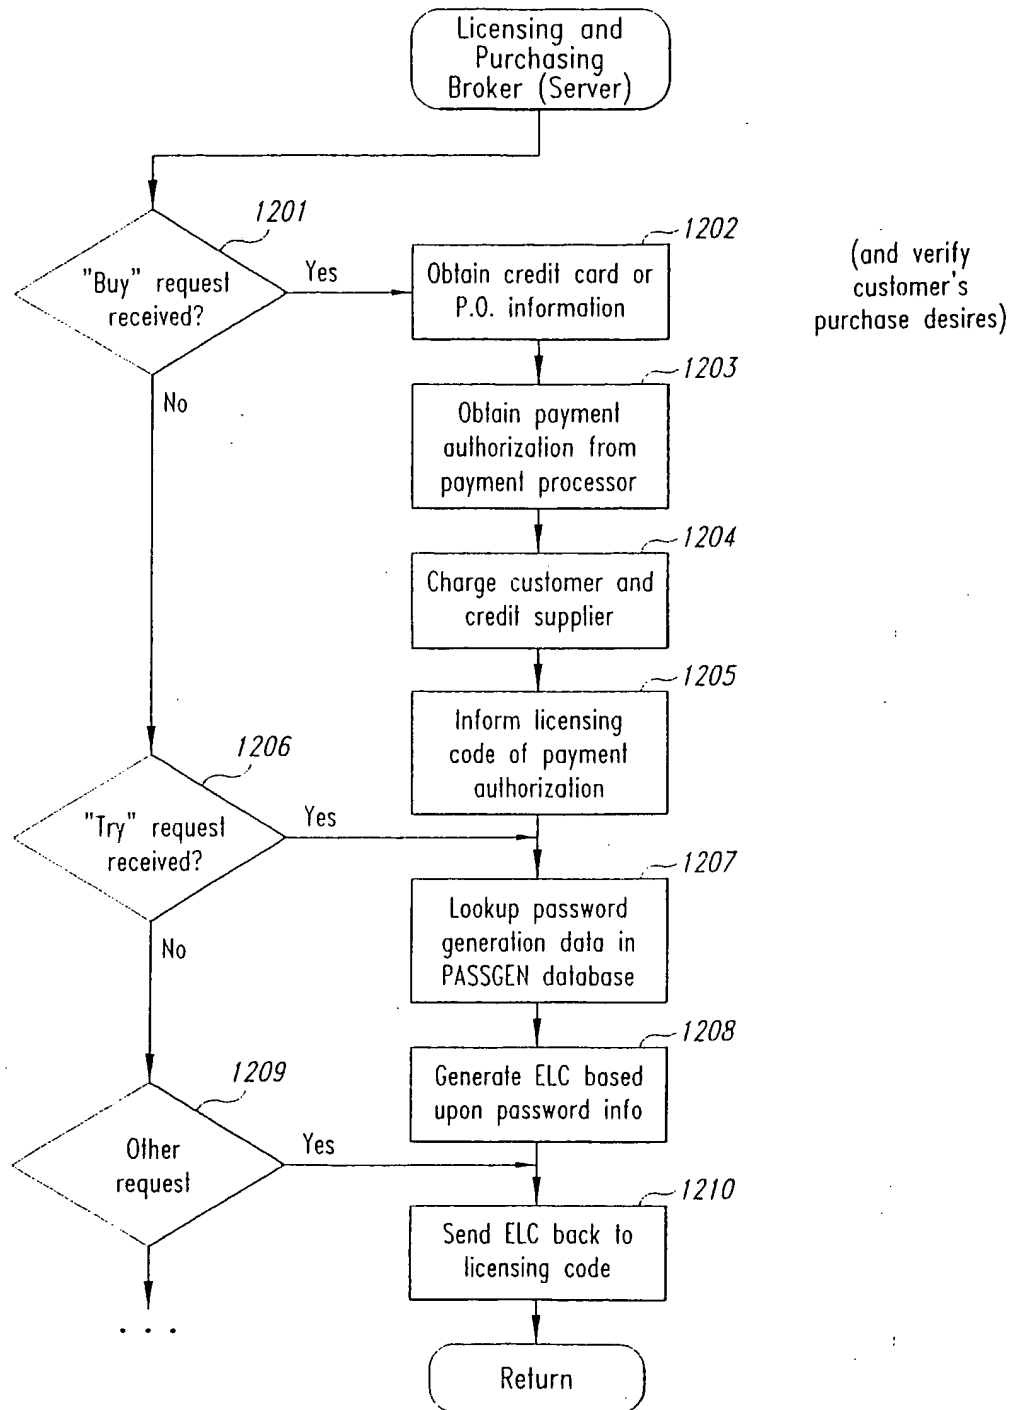 Licensing and
Purchasing
Broker (Server)
1201
"Buy" request
received?
Yes
No
1202
Obtain credit card or
P.O. information
(and verify
customer's
purchase desires)
1203
Obtain payment
authorization from
payment processor
1204
Charge customer and
credit supplier
1205
Inform licensing
code of payment
authorization
1206
"Try" request
received?
Yes
No
1207
Lookup password
generation data in
PASSGEN database
1208
Generate ELC based
upon password info
1209
Other
request
Yes
. . .
1210
Send ELC back to
licensing code
Return